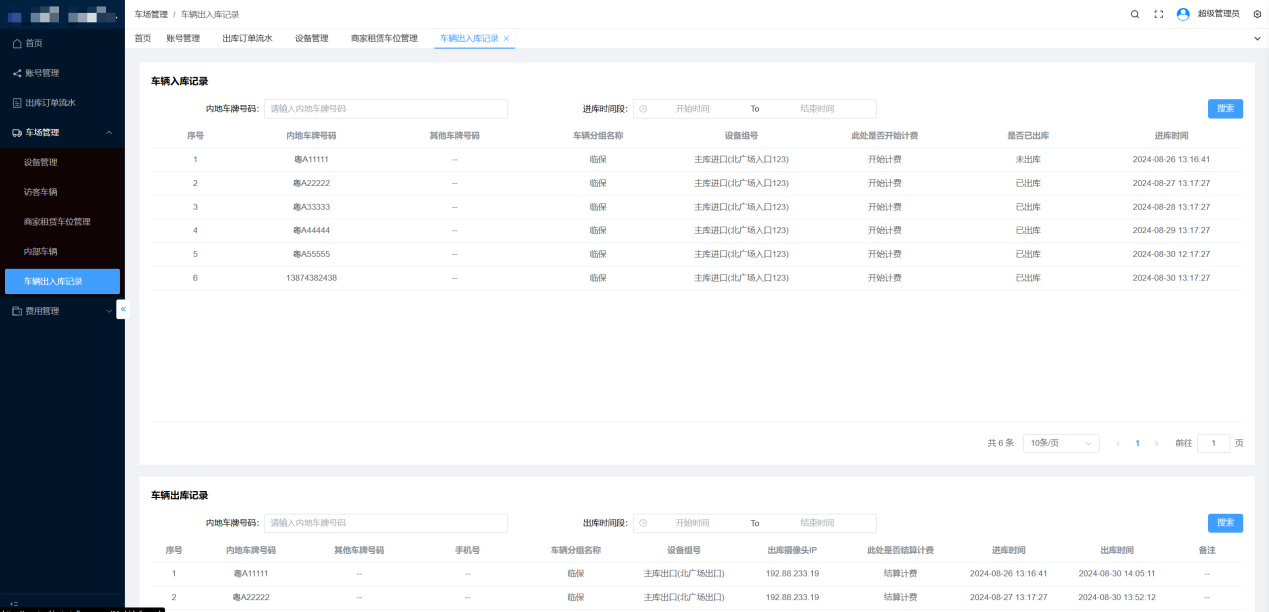 车场管理 / 车辆出入库记录 超级管理员
首页 账号管理 出库订单流水 设备管理 商家租赁车位管理 车辆出入库记录 ×
首页
账号管理
出库订单流水
车场管理
设备管理
访客车辆
商家租赁车位管理
内部车辆
车辆出入库记录
费用管理
车辆入库记录
内地车牌号码: 请输入内地车牌号码 进库时间段: 开始时间 To 结束时间 搜索
序号 内地车牌号码 其他车牌号码 车辆分组名称 设备组号 此处是否开始计费 是否已出库 进库时间
1 粤A11111 -- 临保 主库进口(北广场入口123) 开始计费 未出库 2024-08-26 13:16:41
2 粤A22222 -- 临保 主库进口(北广场入口123) 开始计费 已出库 2024-08-27 13:17:27
3 粤A33333 -- 临保 主库进口(北广场入口123) 开始计费 已出库 2024-08-28 13:17:27
4 粤A44444 -- 临保 主库进口(北广场入口123) 开始计费 已出库 2024-08-29 13:17:27
5 粤A55555 -- 临保 主库进口(北广场入口123) 开始计费 已出库 2024-08-30 12:17:27
6 13874382438 -- 临保 主库进口(北广场入口123) 开始计费 已出库 2024-08-30 13:17:27
共 6 条 10条/页 < 1 > 前往 1 页
车辆出库记录
内地车牌号码: 请输入内地车牌号码 出库时间段: 开始时间 To 结束时间 搜索
序号 内地车牌号码 其他车牌号码 手机号 车辆分组名称 设备组号 出库摄像头IP 此处是否结算计费 进库时间 出库时间 备注
1 粤A11111 -- -- 临保 主库出口(北广场出口) 192.88.233.19 结算计费 2024-08-26 13:16:41 2024-08-30 14:05:11 --
2 粤A22222 -- -- 临保 主库出口(北广场出口) 192.88.233.19 结算计费 2024-08-27 13:17:27 2024-08-30 13:52:12 --